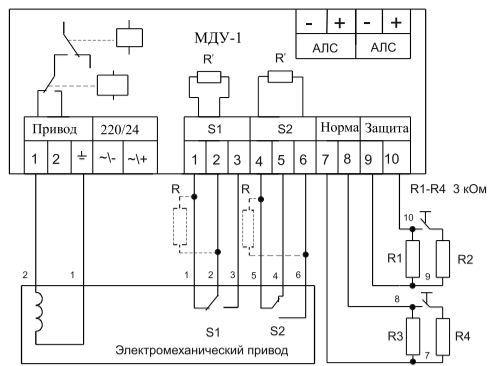 - + - +
АЛС АЛС
МДУ-1
R' R'
Привод 220/24 S1 S2 Норма Защита
1 2 ⏚ ~\- ~\+ 1 2 3 4 5 6 7 8 9 10
R1-R4 3 кОм
R R
10
R1 R2
9
2 1 1 2 3 5 4 6
8
S1 S2
R3 R4
7
Электромеханический привод